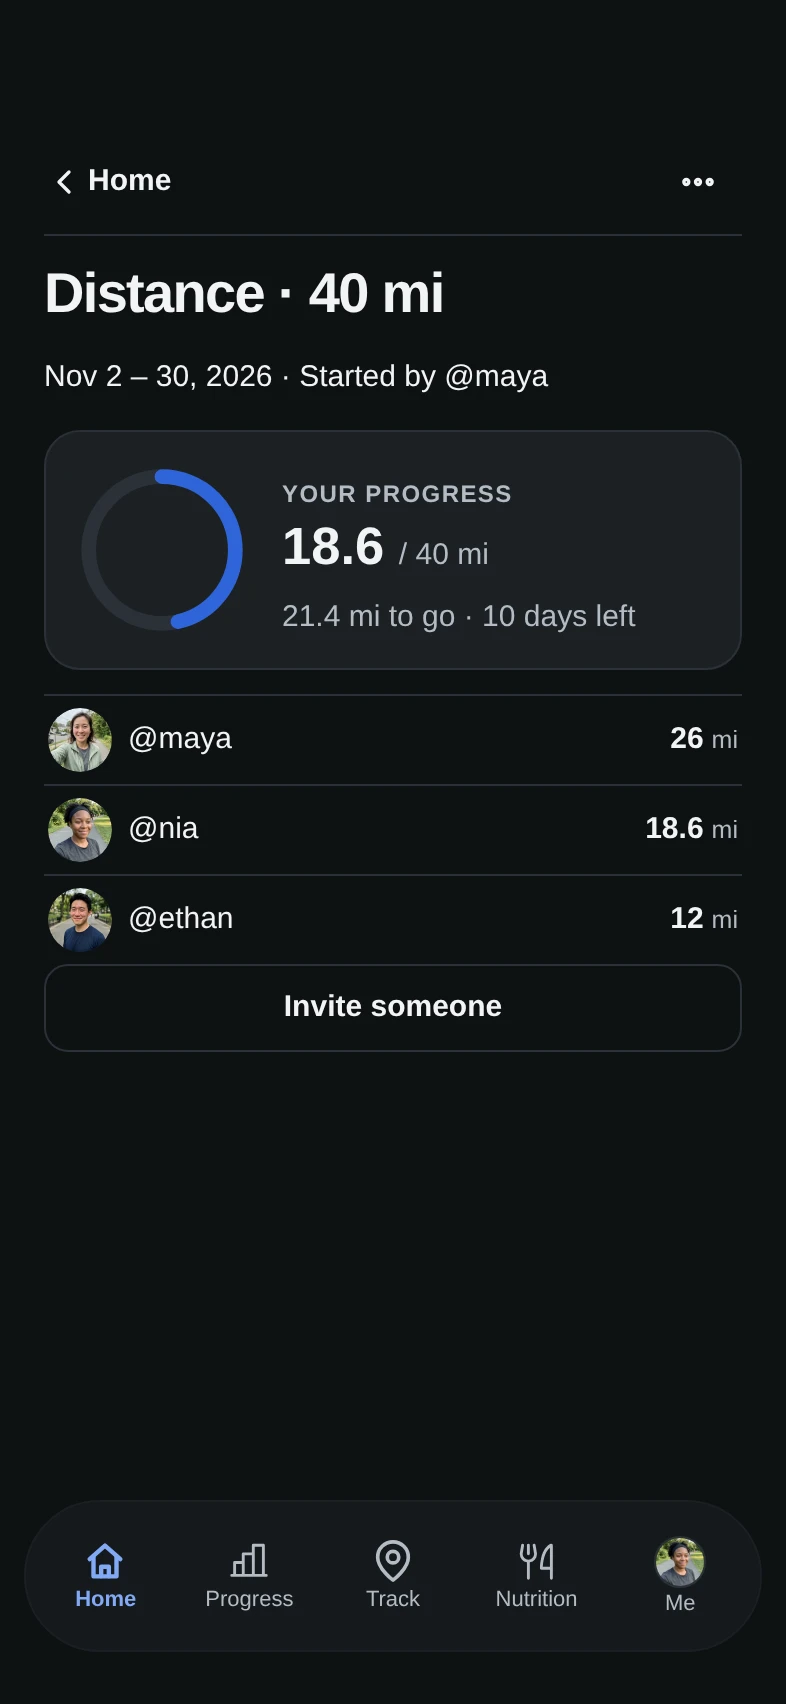 Home
Distance · 40 mi
Nov 2 – 30, 2026 · Started by @maya
YOUR PROGRESS
18.6 / 40 mi
21.4 mi to go · 10 days left
@maya 26 mi
@nia 18.6 mi
@ethan 12 mi
Invite someone
Home Progress Track Nutrition Me